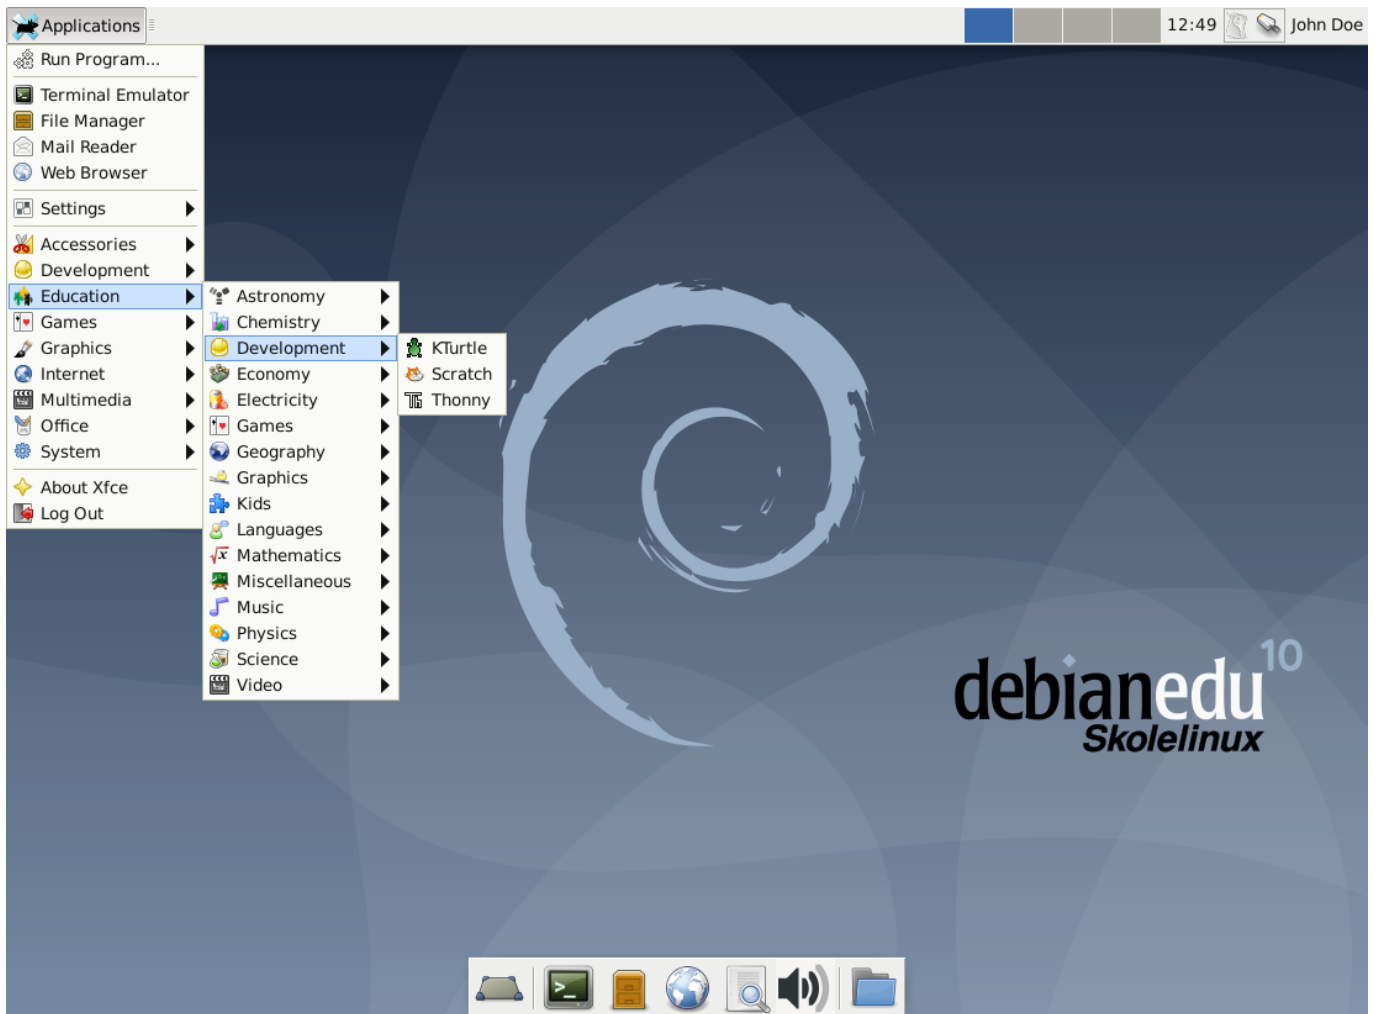 Applications
12:49
John Doe
Run Program...
Terminal Emulator
File Manager
Mail Reader
Web Browser
Settings
Accessories
Development
Education
Games
Graphics
Internet
Multimedia
Office
System
About Xfce
Log Out
Astronomy
Chemistry
Development
Economy
Electricity
Games
Geography
Graphics
Kids
Languages
Mathematics
Miscellaneous
Music
Physics
Science
Video
KTurtle
Scratch
Thonny
debianedu 10
Skolelinux